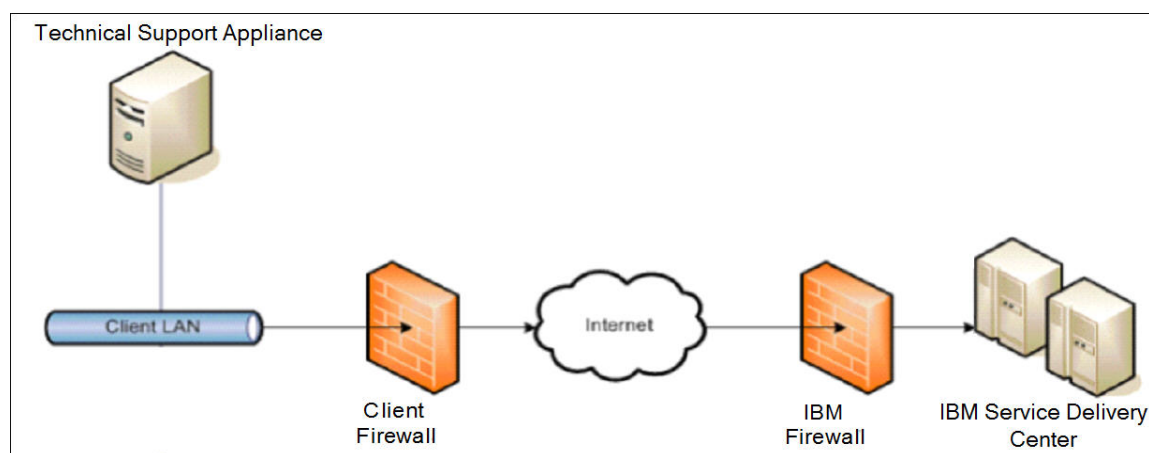 Technical Support Appliance
Client LAN
Internet
Client
Firewall
IBM
Firewall
IBM Service Delivery
Center